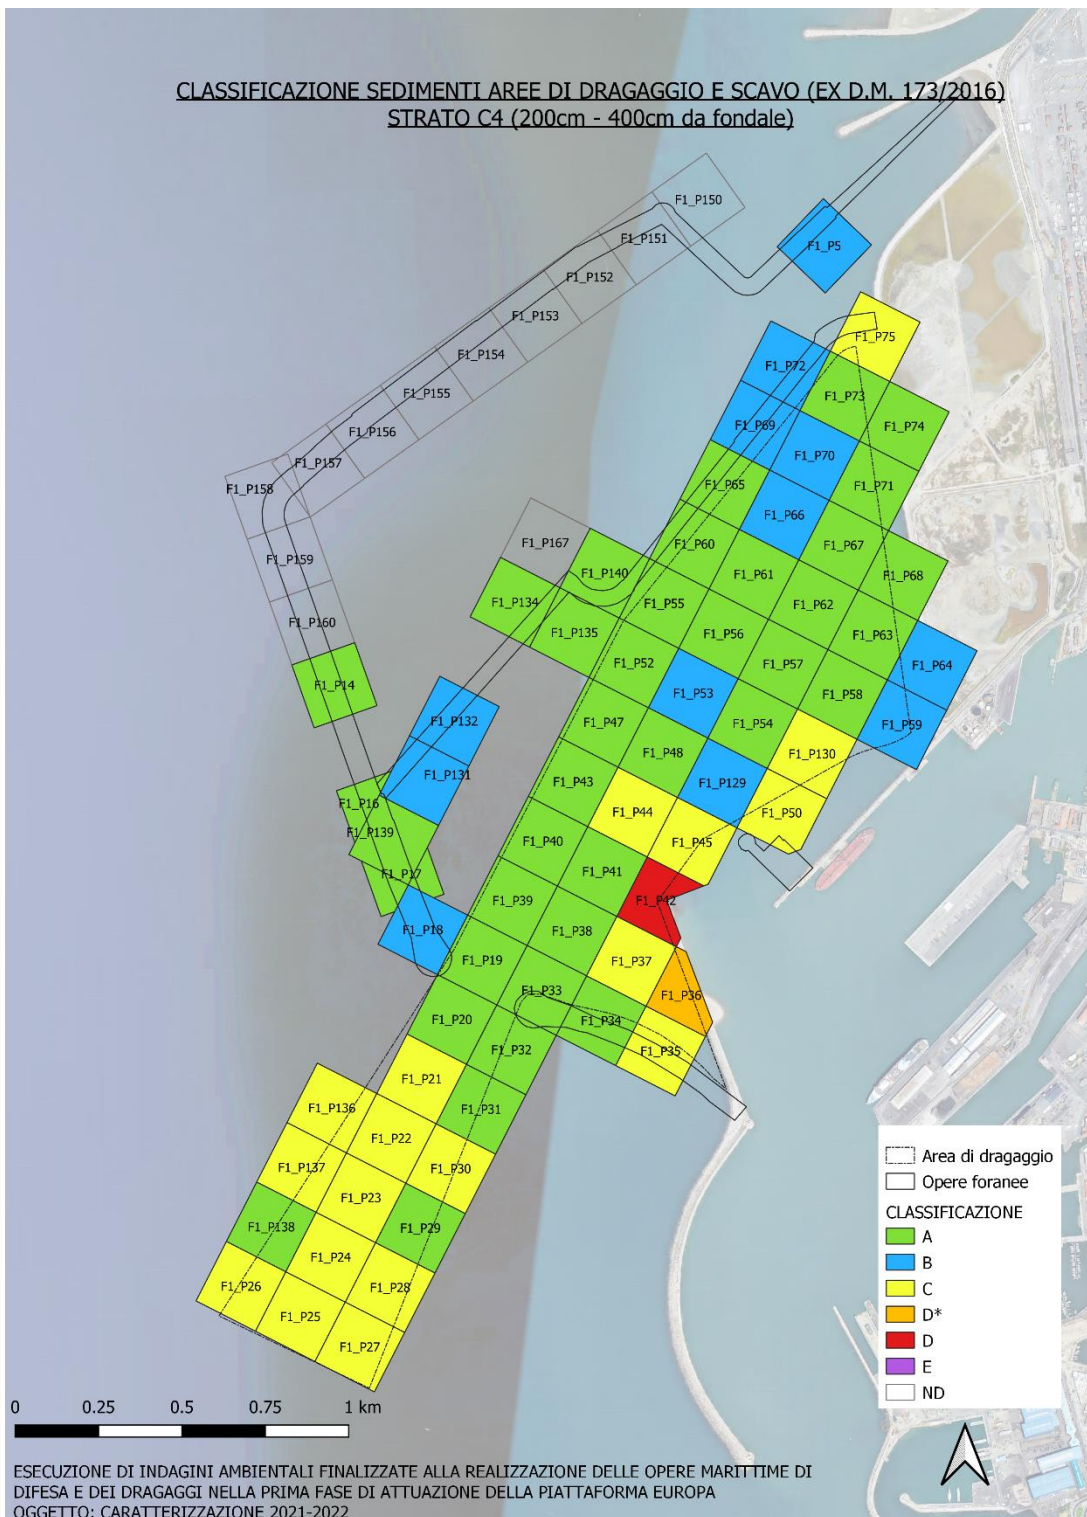 CLASSIFICAZIONE SEDIMENTI AREE DI DRAGAGGIO E SCAVO (EX D.M. 173/2016)
STRATO C4 (200cm - 400cm da fondale)
F1_P150
F1_P151
F1_P5
F1_P152
F1_P153
F1_P75
F1_P154
F1_P72
F1_P155
F1_P73
F1_P156
F1_P69
F1_P74
F1_P157
F1_P70
F1_P158
F1_P65
F1_P71
F1_P66
F1_P167
F1_P60
F1_P67
F1_P159
F1_P140
F1_P61
F1_P68
F1_P134
F1_P55
F1_P62
F1_P160
F1_P135
F1_P56
F1_P63
F1_P52
F1_P57
F1_P64
F1_P14
F1_P53
F1_P58
F1_P132
F1_P47
F1_P54
F1_P59
F1_P48
F1_P130
F1_P131
F1_P43
F1_P129
F1_P16
F1_P44
F1_P50
F1_P139
F1_P40
F1_P45
F1_P17
F1_P41
F1_P39
F1_P42
F1_P18
F1_P38
F1_P19
F1_P37
F1_P33
F1_P36
F1_P20
F1_P34
F1_P32
F1_P35
F1_P21
F1_P136
F1_P31
F1_P22
F1_P137
F1_P30
F1_P23
F1_P138
F1_P29
F1_P24
F1_P26
F1_P28
F1_P25
F1_P27
Area di dragaggio
Opere foranee
CLASSIFICAZIONE
A
B
C
D*
D
E
ND
0 0.25 0.5 0.75 1 km
ESECUZIONE DI INDAGINI AMBIENTALI FINALIZZATE ALLA REALIZZAZIONE DELLE OPERE MARITTIME DI
DIFESA E DEI DRAGAGGI NELLA PRIMA FASE DI ATTUAZIONE DELLA PIATTAFORMA EUROPA
OGGETTO: CARATTERIZZAZIONE 2021-2022